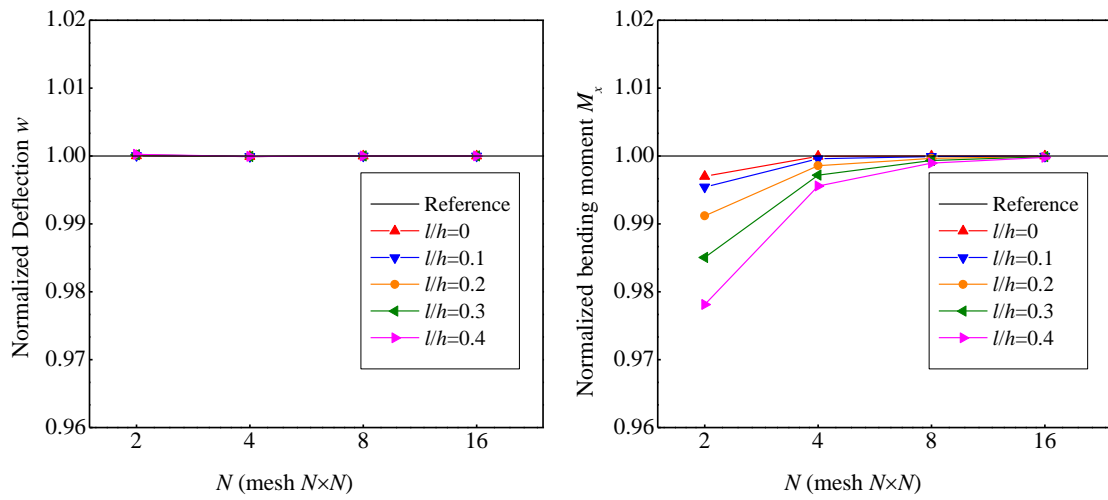 1.02
1.01
1.00
0.99
0.98
0.97
0.96
Normalized Deflection w
2 4 8 16
N (mesh N×N)
Reference
l/h=0
l/h=0.1
l/h=0.2
l/h=0.3
l/h=0.4
1.02
1.01
1.00
0.99
0.98
0.97
0.96
Normalized bending moment Mₓ
2 4 8 16
N (mesh N×N)
Reference
l/h=0
l/h=0.1
l/h=0.2
l/h=0.3
l/h=0.4